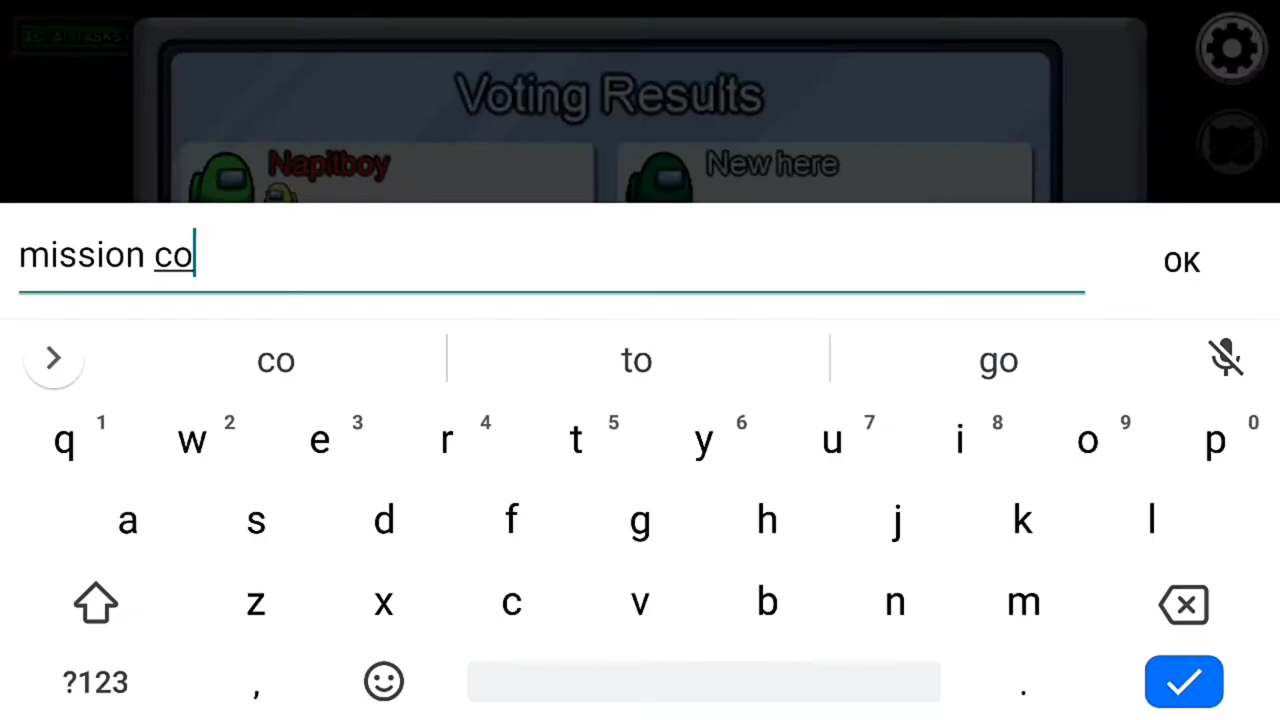 Voting Results
Napilboy
New here
mission co
OK
co
to
go
q 1 w 2 e 3 r 4 t 5 y 6 u 7 i 8 o 9 p 0
a s d f g h j k l
z x c v b n m
?123 , .